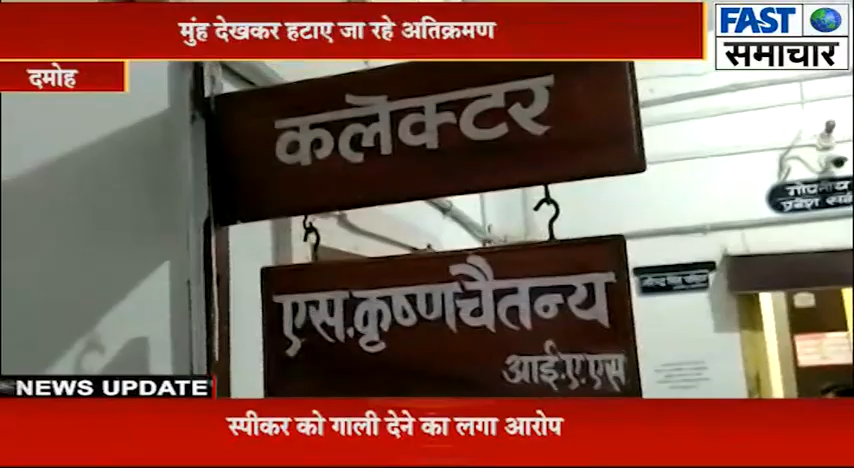 मुंह देखकर हटाए जा रहे अतिक्रमण
FAST
समाचार
दमोह
कलेक्टर
गोपनीय
एस.कृष्ण चैतन्य
आई.ए.एस
NEWS UPDATE
स्पीकर को गाली देने का लगा आरोप